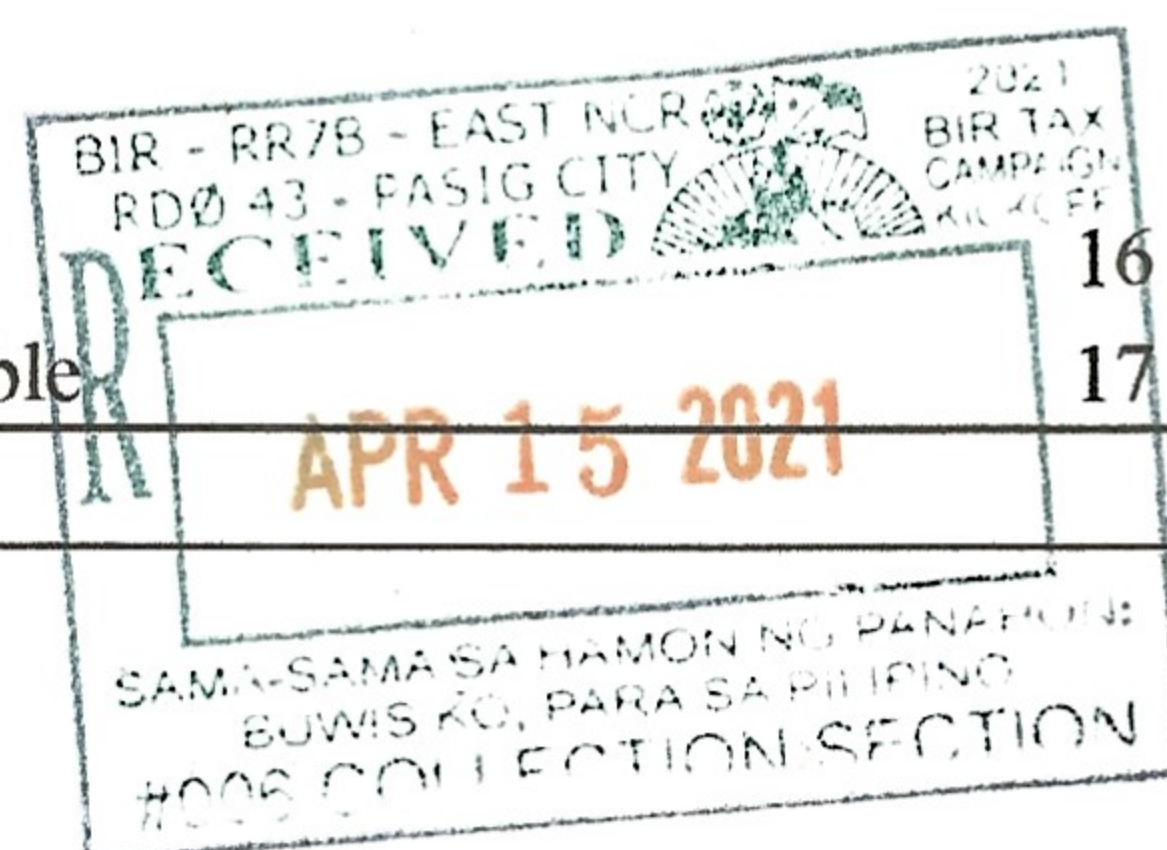 BIR - RR7B - EAST NCR
RDØ 43 - PASIG CITY
RECEIVED
2021
BIR TAX
CAMPAIGN
KICKOFF
16
ble
17
APR 15 2021
SAMA-SAMA SA HAMON NG PANAHON:
BUWIS KO, PARA SA PILIPINO
#006 COLLECTION SECTION